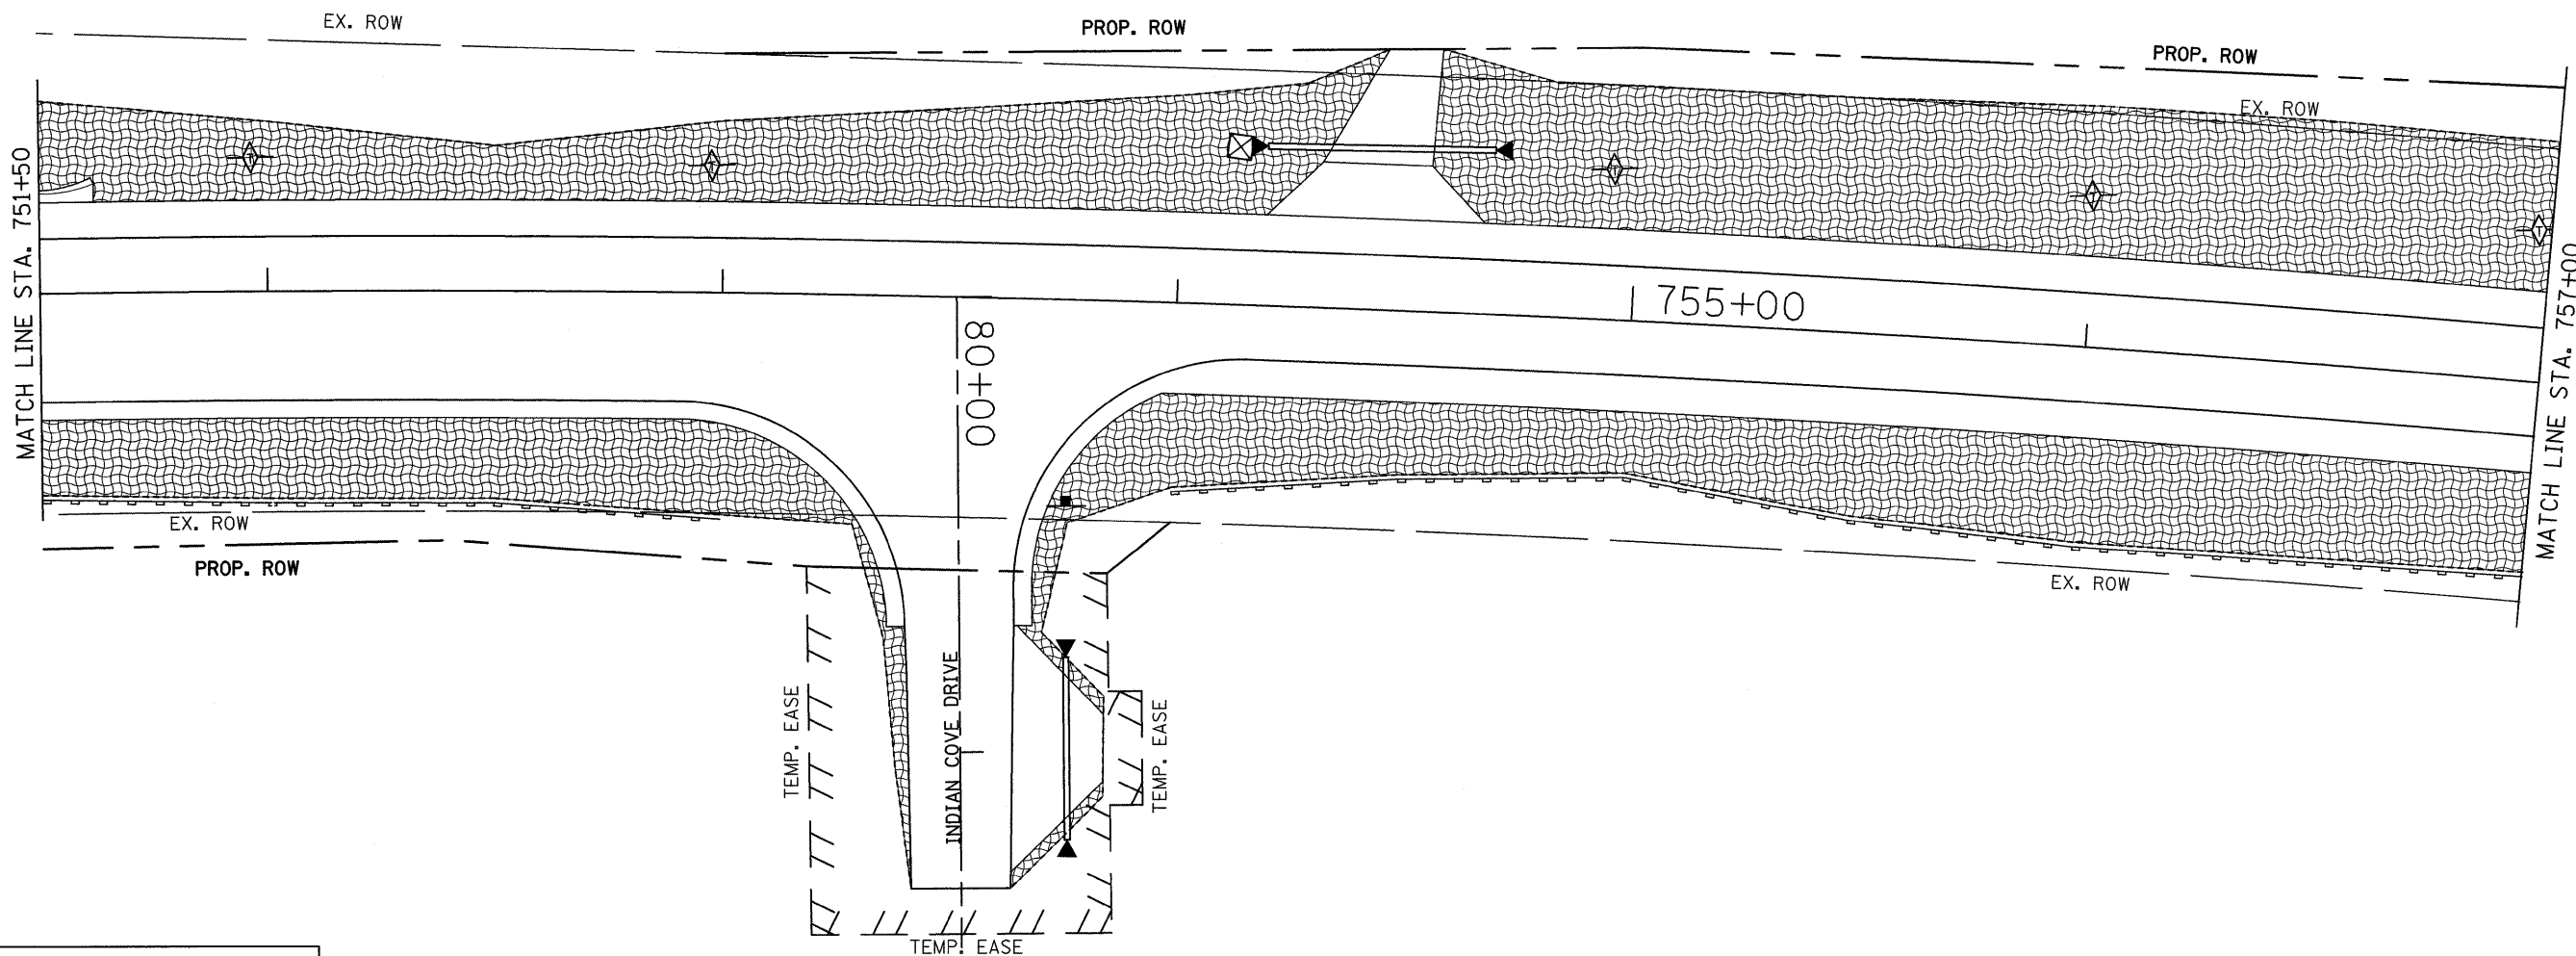 EX. ROW
PROP. ROW
PROP. ROW
EX. ROW
MATCH LINE STA. 751+50
T
T
T
T
T
755+00
80+00
MATCH LINE STA. 757+00
EX. ROW
PROP. ROW
EX. ROW
TEMP. EASE
INDIAN COVE DRIVE
TEMP. EASE
TEMP. EASE